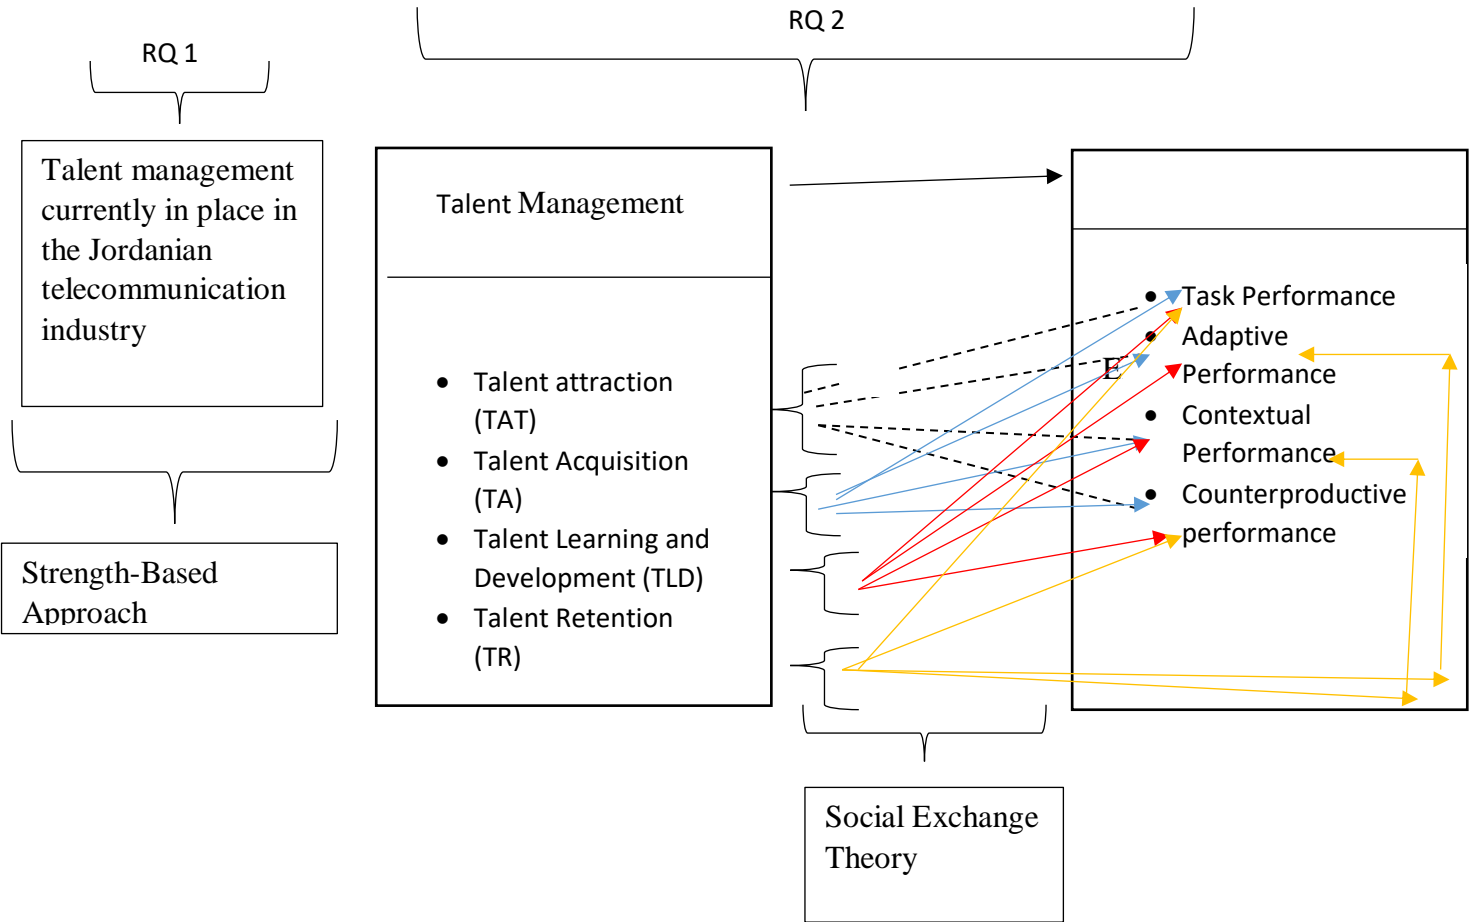 RQ 1
RQ 2
Talent management
currently in place in
the Jordanian
telecommunication
industry
Strength-Based
Approach
Talent Management
• Talent attraction
(TAT)
• Talent Acquisition
(TA)
• Talent Learning and
Development (TLD)
• Talent Retention
(TR)
E
• Task Performance
• Adaptive
Performance
• Contextual
Performance
• Counterproductive
performance
Social Exchange
Theory